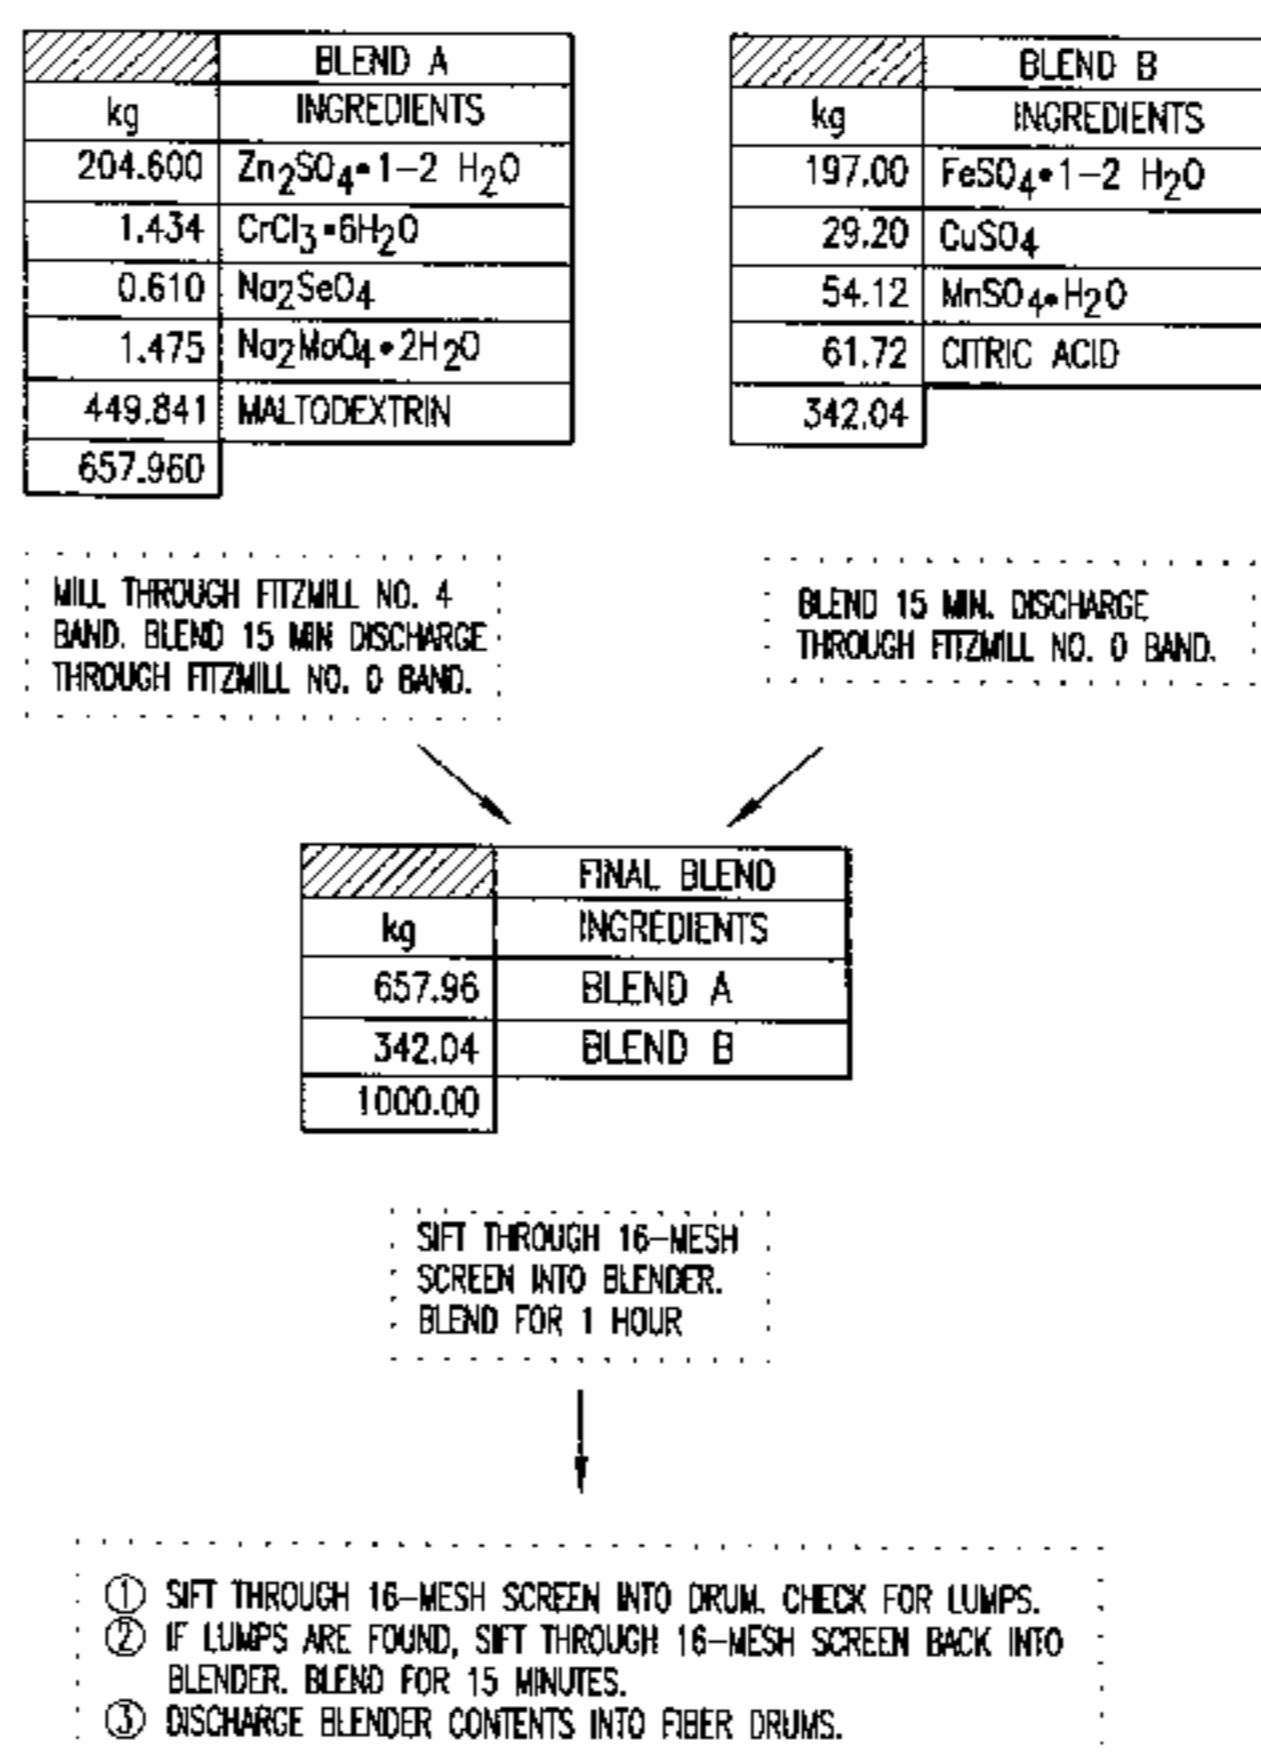 BLEND A
kg INGREDIENTS
204.600 Zn₂SO₄•1-2 H₂O
1.434 CrCl₃•6H₂O
0.610 Na₂SeO₄
1.475 Na₂MoO₄•2H₂O
449.841 MALTODEXTRIN
657.960
BLEND B
kg INGREDIENTS
197.00 FeSO₄•1-2 H₂O
29.20 CuSO₄
54.12 MnSO₄•H₂O
61.72 CITRIC ACID
342.04
MILL THROUGH FITZMILL NO. 4
BAND. BLEND 15 MIN DISCHARGE
THROUGH FITZMILL NO. 0 BAND.
BLEND 15 MIN. DISCHARGE
THROUGH FITZMILL NO. 0 BAND.
FINAL BLEND
kg INGREDIENTS
657.96 BLEND A
342.04 BLEND B
1000.00
SIFT THROUGH 16-MESH
SCREEN INTO BLENDER.
BLEND FOR 1 HOUR
① SIFT THROUGH 16-MESH SCREEN INTO DRUM. CHECK FOR LUMPS.
② IF LUMPS ARE FOUND, SIFT THROUGH 16-MESH SCREEN BACK INTO
BLENDER. BLEND FOR 15 MINUTES.
③ DISCHARGE BLENDER CONTENTS INTO FIBER DRUMS.